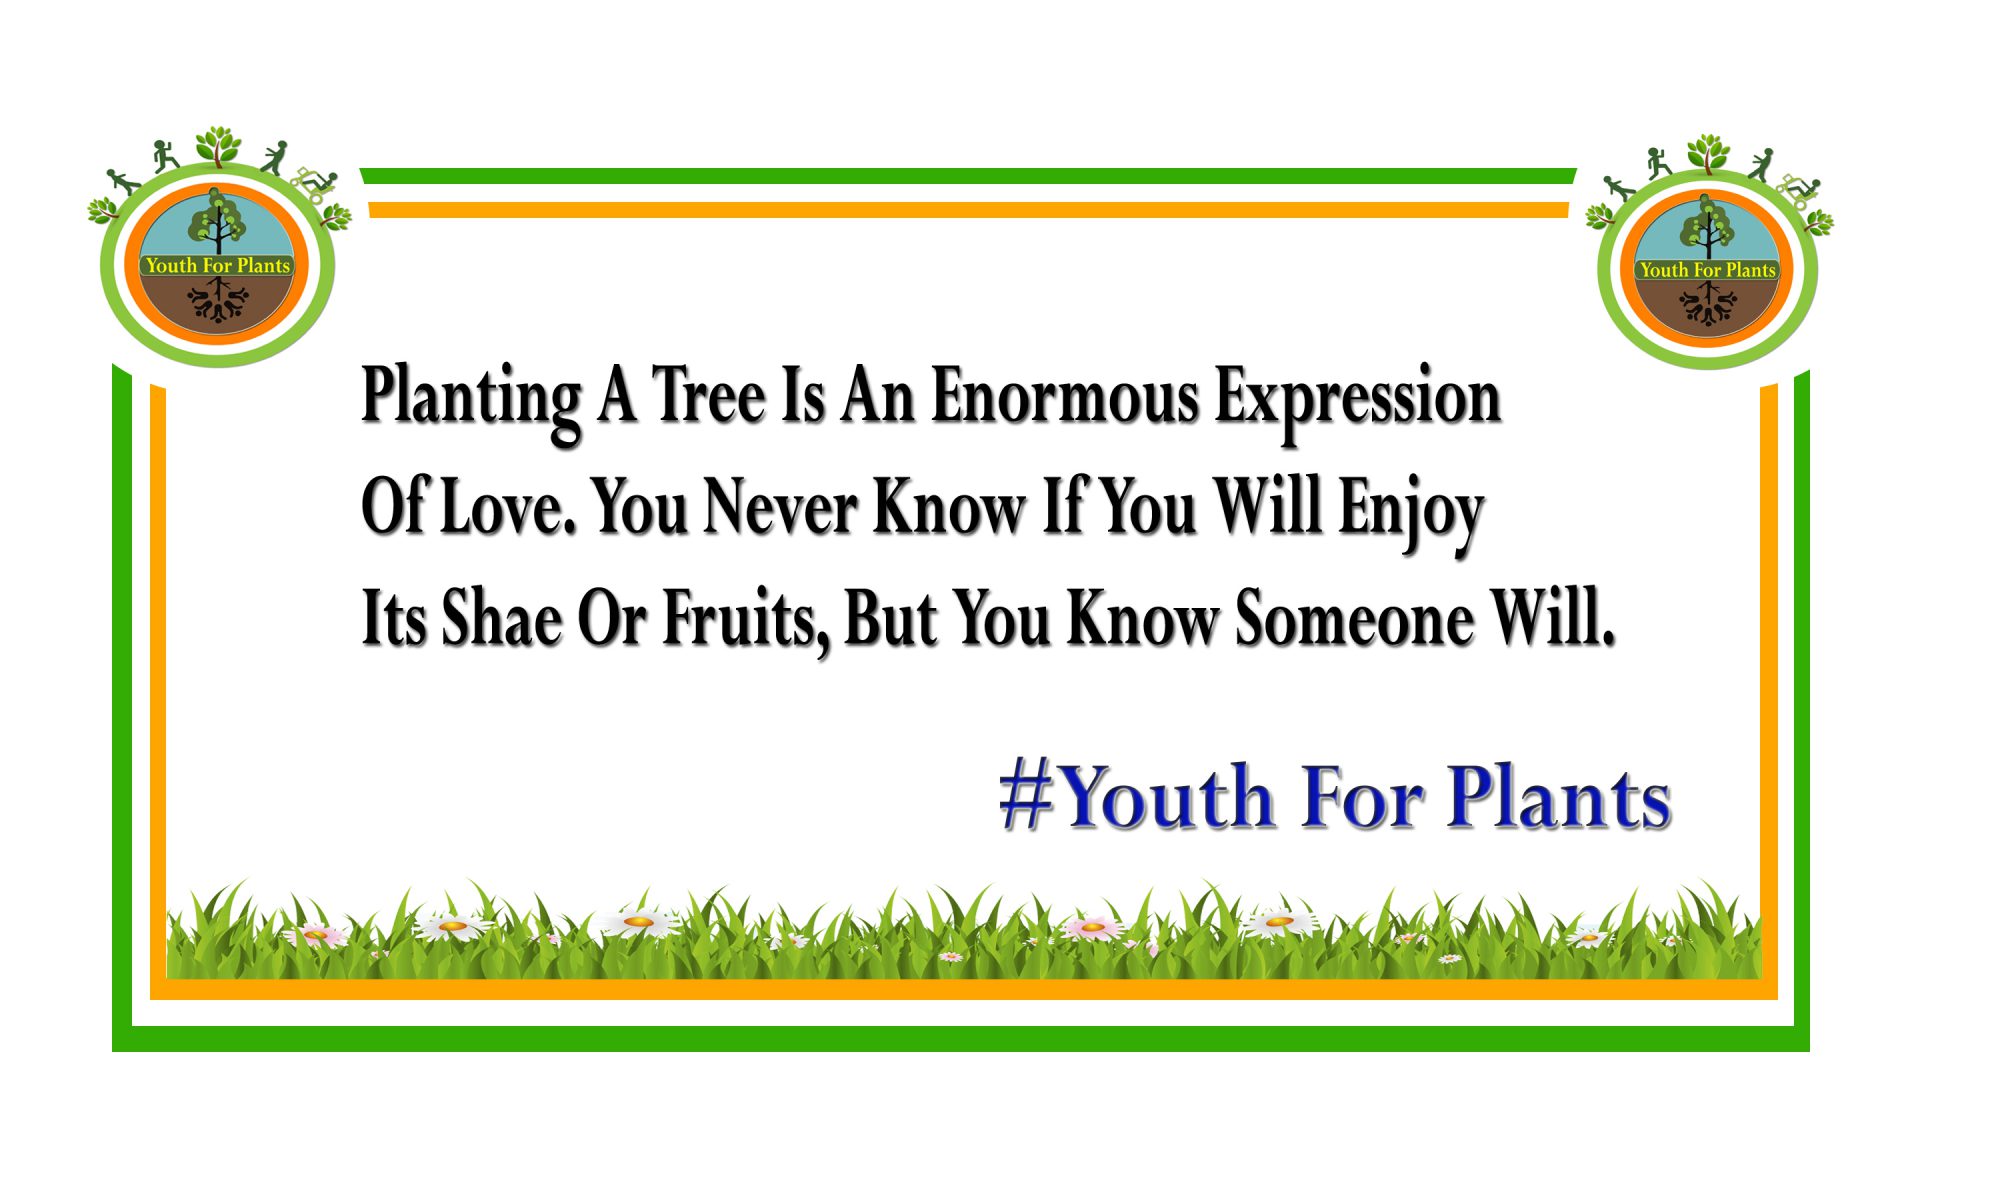 Youth For Plants
Youth For Plants
Planting A Tree Is An Enormous Expression
Of Love. You Never Know If You Will Enjoy
Its Shae Or Fruits, But You Know Someone Will.
#Youth For Plants